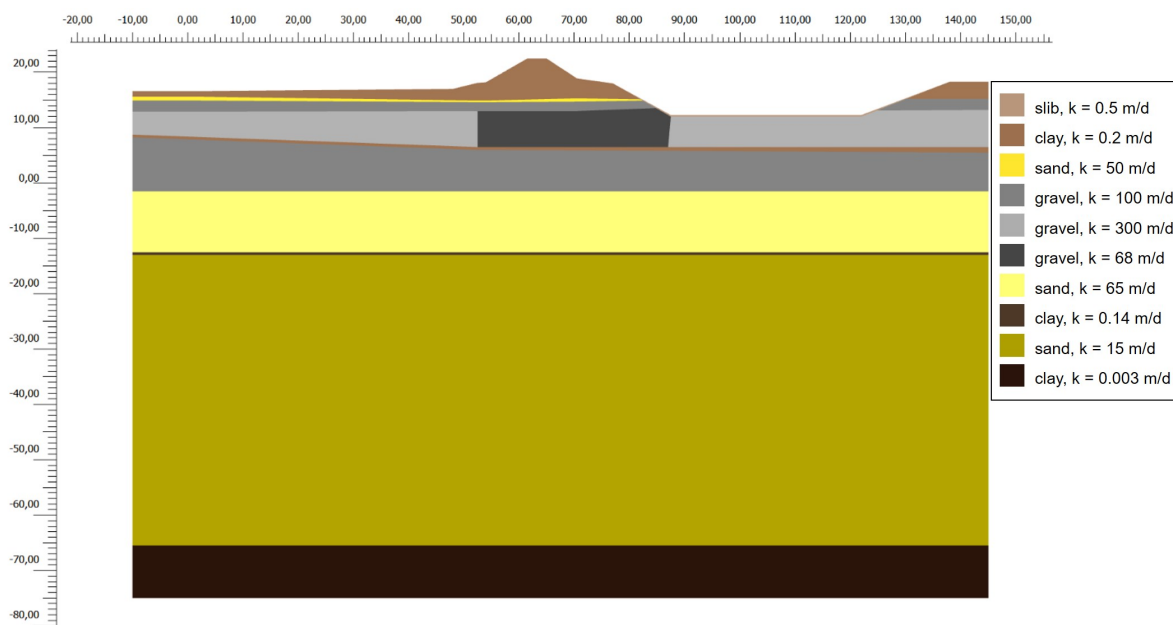 -20,00 -10,00 0,00 10,00 20,00 30,00 40,00 50,00 60,00 70,00 80,00 90,00 100,00 110,00 120,00 130,00 140,00 150,00
20,00
10,00
0,00
-10,00
-20,00
-30,00
-40,00
-50,00
-60,00
-70,00
-80,00
slib, k = 0.5 m/d
clay, k = 0.2 m/d
sand, k = 50 m/d
gravel, k = 100 m/d
gravel, k = 300 m/d
gravel, k = 68 m/d
sand, k = 65 m/d
clay, k = 0.14 m/d
sand, k = 15 m/d
clay, k = 0.003 m/d